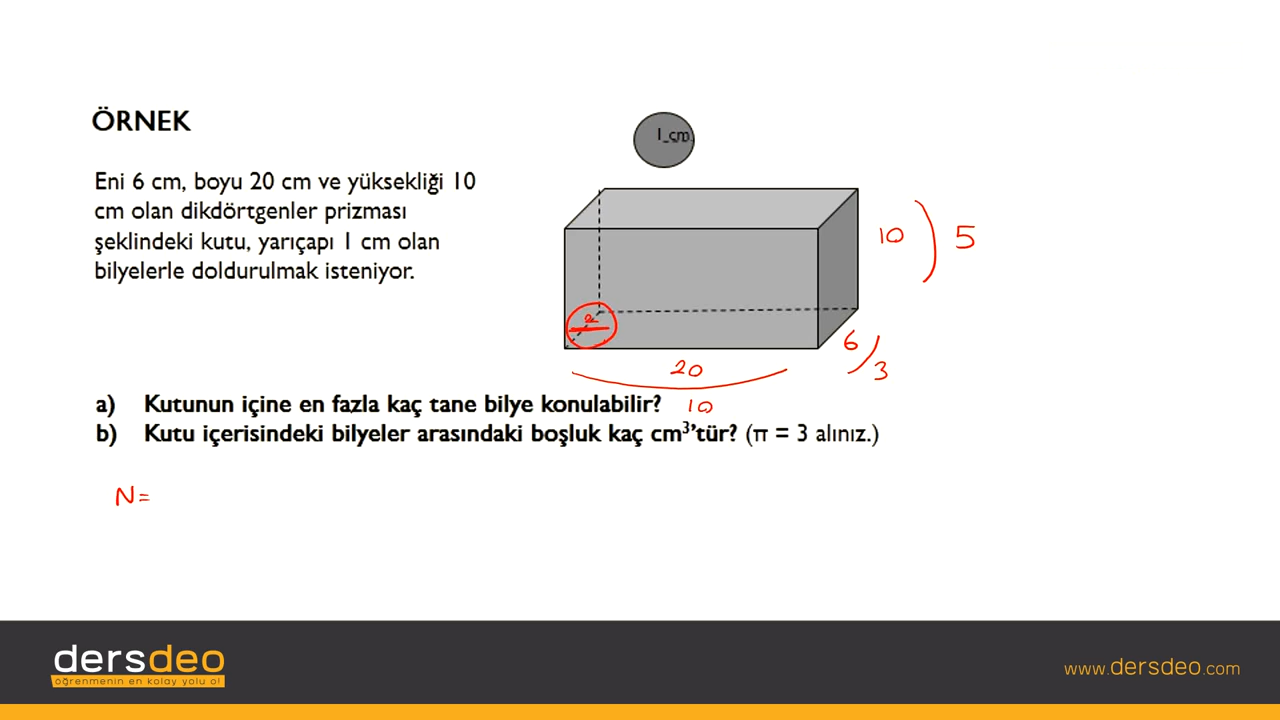 ÖRNEK
1 cm
Eni 6 cm, boyu 20 cm ve yüksekliği 10
cm olan dikdörtgenler prizması
şeklindeki kutu, yarıçapı 1 cm olan
bilyelerle doldurulmak isteniyor.
10 5
2
6
3
20
a) Kutunun içine en fazla kaç tane bilye konulabilir? 10
b) Kutu içerisindeki bilyeler arasındaki boşluk kaç cm³'tür? (π = 3 alınız.)
N=
dersdeo
öğrenmenin en kolay yolu o!
www.dersdeo.com